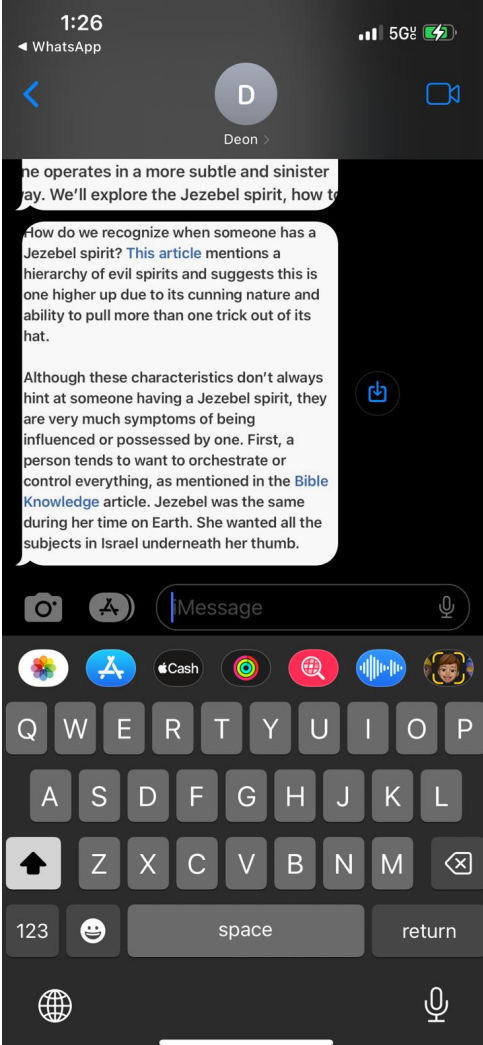 1:26
◀ WhatsApp
5G
D
Deon >
ne operates in a more subtle and sinister
ay. We'll explore the Jezebel spirit, how to
How do we recognize when someone has a
Jezebel spirit? This article mentions a
hierarchy of evil spirits and suggests this is
one higher up due to its cunning nature and
ability to pull more than one trick out of its
hat.
Although these characteristics don't always
hint at someone having a Jezebel spirit, they
are very much symptoms of being
influenced or possessed by one. First, a
person tends to want to orchestrate or
control everything, as mentioned in the Bible
Knowledge article. Jezebel was the same
during her time on Earth. She wanted all the
subjects in Israel underneath her thumb.
iMessage
Cash
Q W E R T Y U I O P
A S D F G H J K L
Z X C V B N M
123 space return